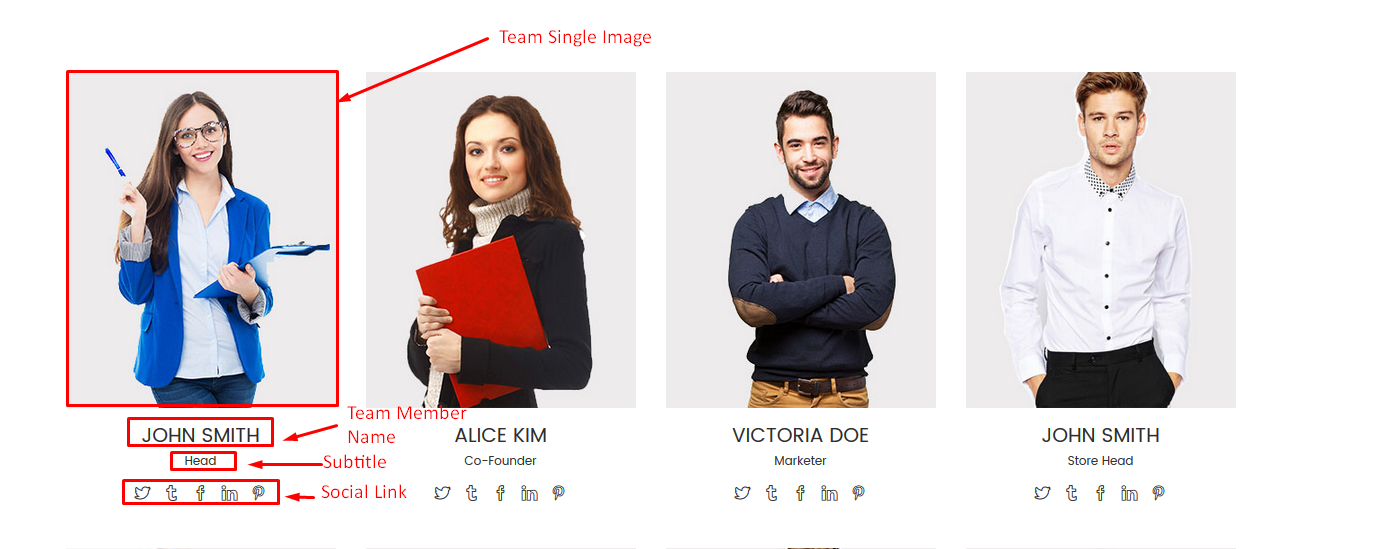 Team Single Image
Team Member
Name
JOHN SMITH
ALICE KIM
VICTORIA DOE
JOHN SMITH
Head
Subtitle
Co-Founder
Marketer
Store Head
Social Link